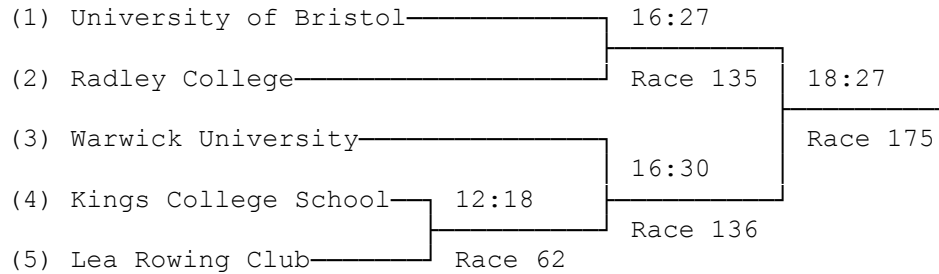 (1) University of Bristol 16:27
(2) Radley College Race 135 18:27
(3) Warwick University Race 175
16:30
(4) Kings College School 12:18
Race 136
(5) Lea Rowing Club Race 62